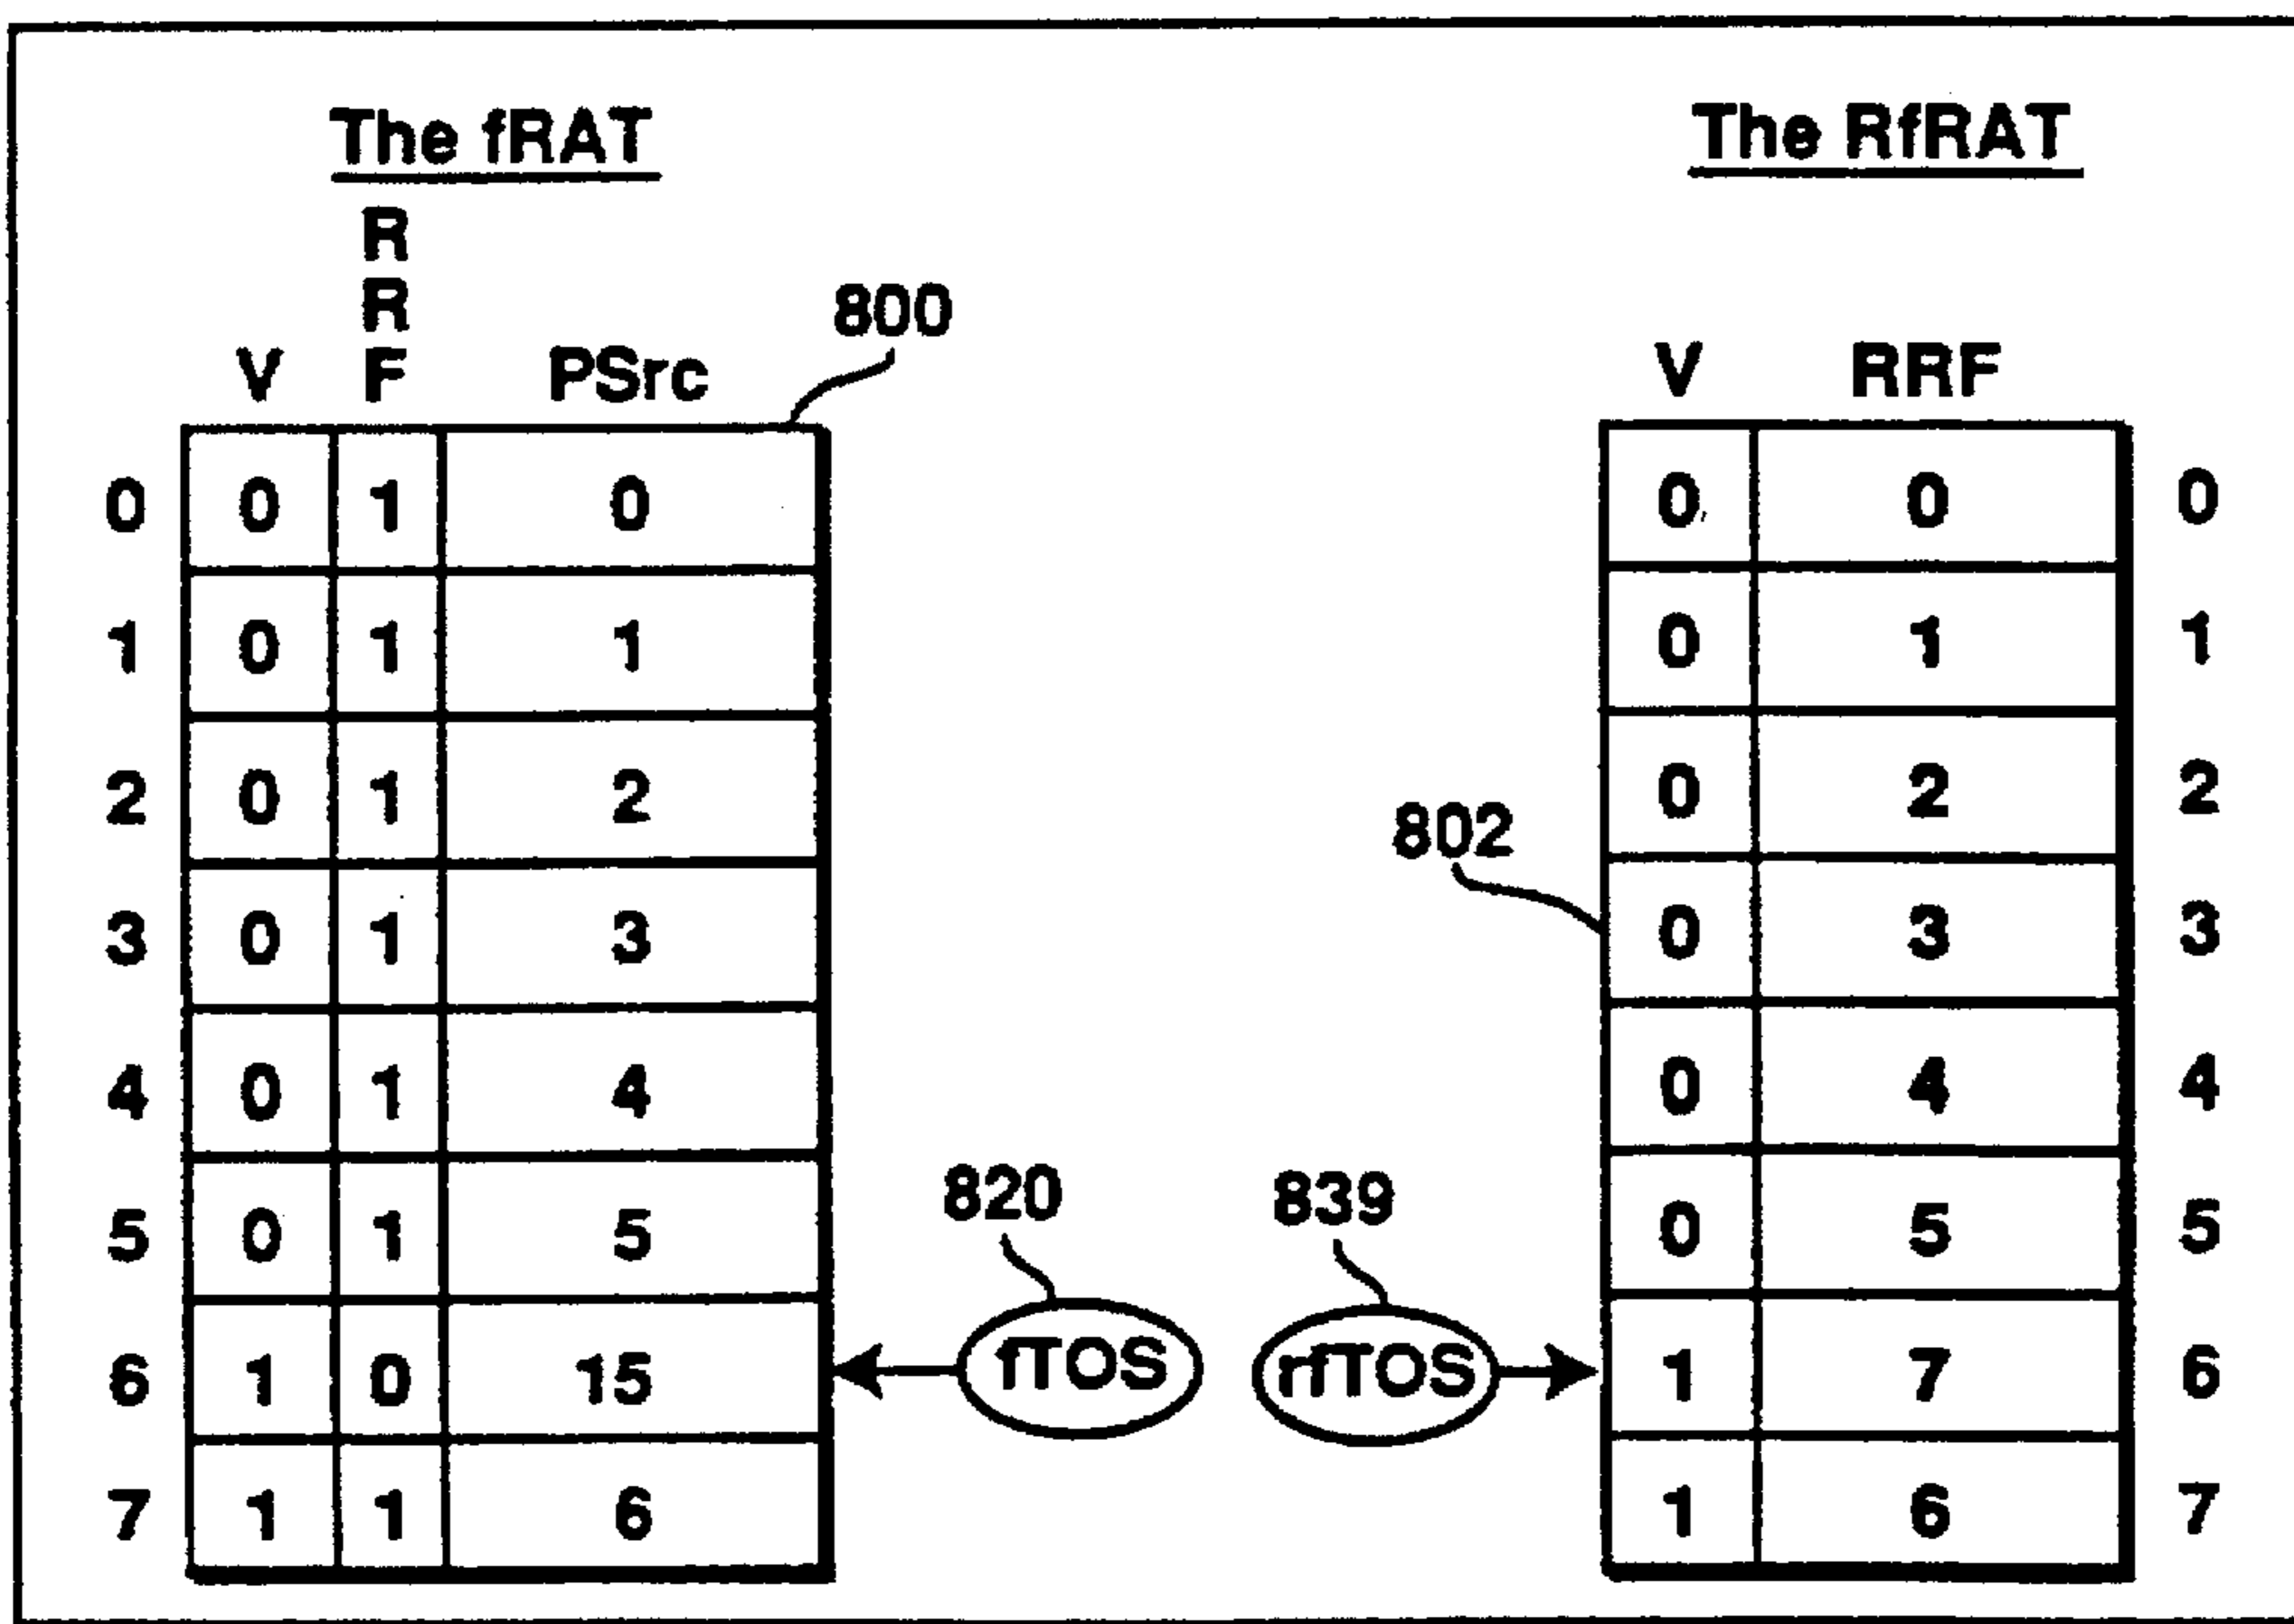 The fRAT
The RfRAT
R
R
V F PSrc
800
V RRF
0 0 1 0
0 0 0
1 0 1 1
0 1 1
2 0 1 2
0 2 2
802
3 0 1 3
0 3 3
4 0 1 4
0 4 4
5 0 1 5
820
839
0 5 5
6 1 0 15
fTOS
rfTOS
1 7 6
7 1 1 6
1 6 7